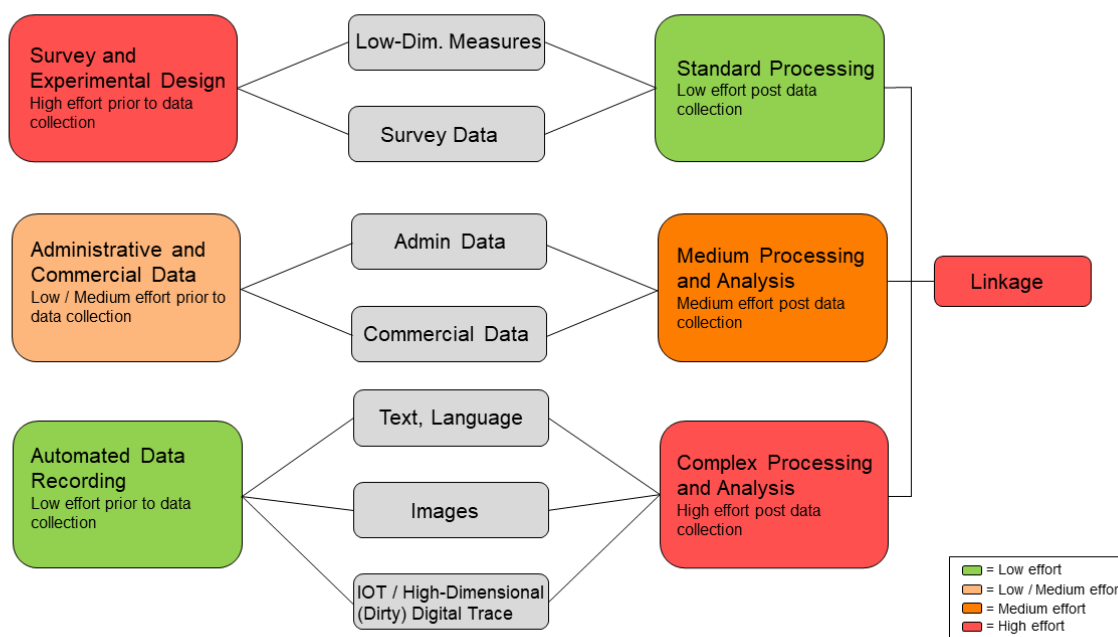 Survey and
Experimental Design
High effort prior to data
collection
Low-Dim. Measures
Survey Data
Standard Processing
Low effort post data
collection
Administrative and
Commercial Data
Low / Medium effort prior to
data collection
Admin Data
Commercial Data
Medium Processing
and Analysis
Medium effort post data
collection
Linkage
Automated Data
Recording
Low effort prior to data
collection
Text, Language
Images
IOT / High-Dimensional
(Dirty) Digital Trace
Complex Processing
and Analysis
High effort post data
collection
= Low effort
= Low / Medium effort
= Medium effort
= High effort